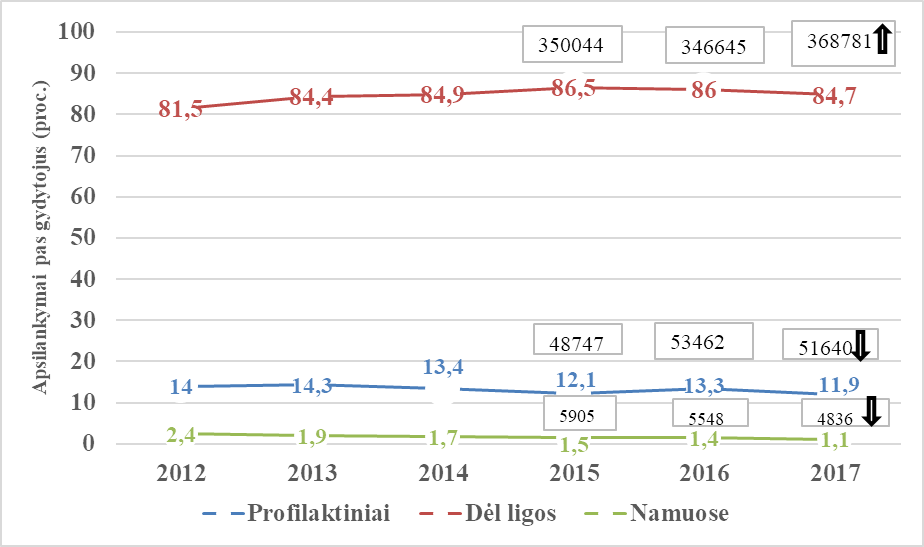 Apsilankymai pas gydytojus (proc.)
100
90
80
70
60
50
40
30
20
10
0
350044 346645 368781
81,5 84,4 84,9 86,5 86 84,7
48747 53462 51640
14 14,3 13,4 12,1 13,3 11,9
5905 5548 4836
2,4 1,9 1,7 1,5 1,4 1,1
2012 2013 2014 2015 2016 2017
Profilaktiniai Dėl ligos Namuose